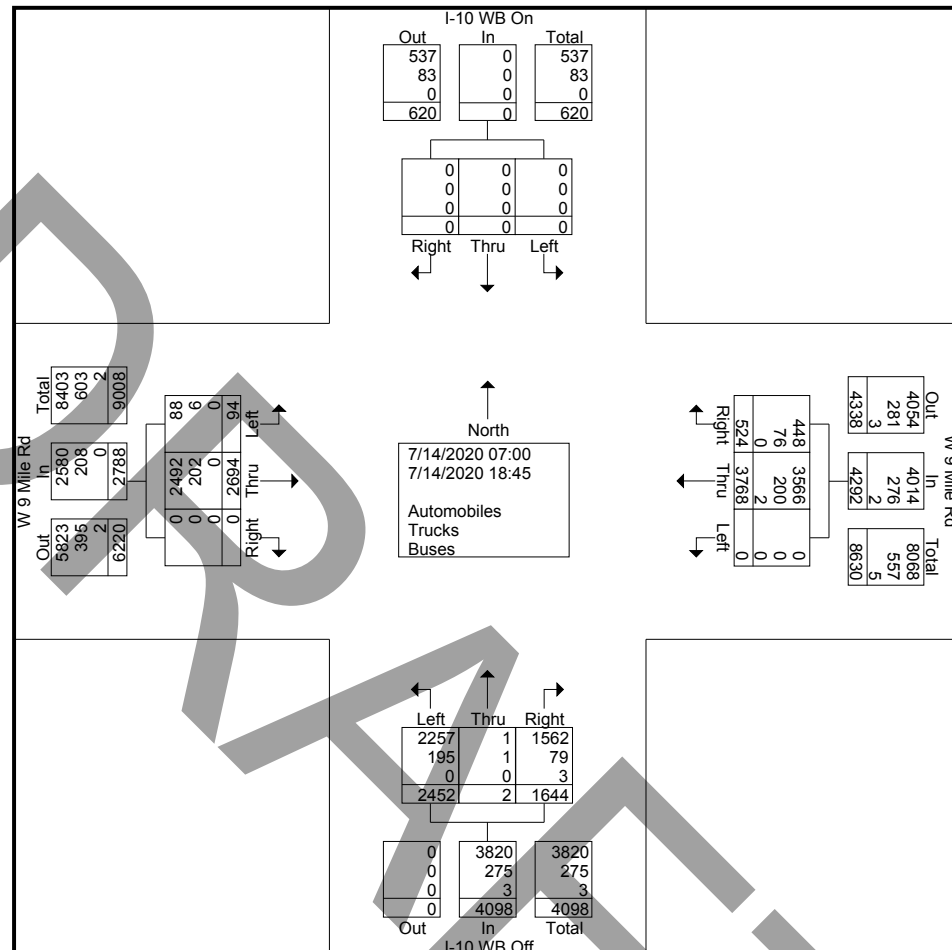 I-10 WB On
Out In Total
537 0 537
83 0 83
0 0 0
620 0 620
0 0 0
0 0 0
0 0 0
0 0 0
Right Thru Left
W 9 Mile Rd
Total In Out
8403 2580 5823
603 208 395
2 0 2
9008 2788 6220
88 2492 0
6 202 0
0 0 0
94 2694 0
Left Thru Right
North
7/14/2020 07:00
7/14/2020 18:45
Automobiles
Trucks
Buses
Right Thru Left
448 3566 0
76 200 0
0 2 0
524 3768 0
Out In Total
4054 4014 8068
281 276 557
3 2 5
4338 4292 8630
W 9 Mile Rd
Left Thru Right
2257 1 1562
195 1 79
0 0 3
2452 2 1644
0 3820 3820
0 275 275
0 3 3
0 4098 4098
Out In Total
I-10 WB Off
DRAF